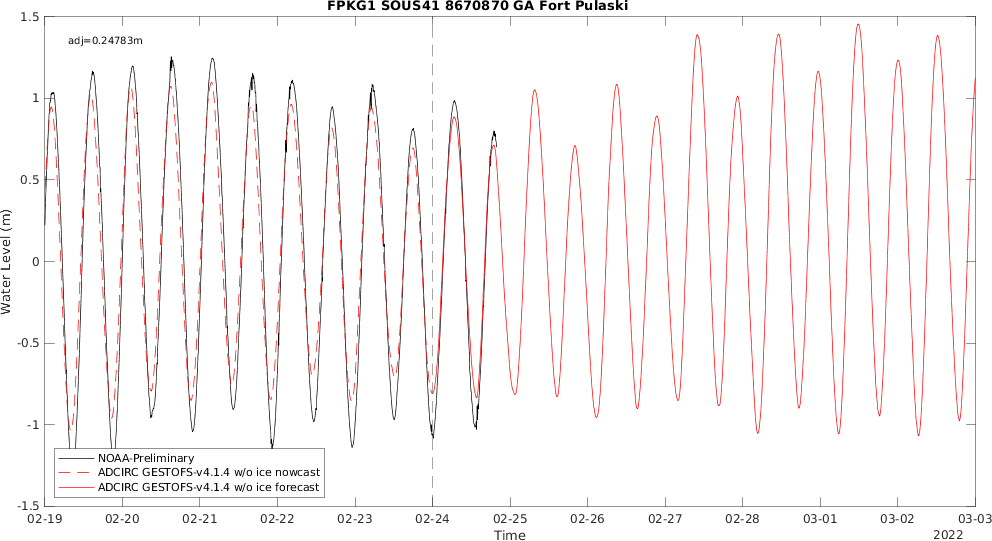 FPKG1 SOUS41 8670870 GA Fort Pulaski
adj=0.24783m
1.5
1
0.5
0
-0.5
-1
-1.5
Water Level (m)
NOAA-Preliminary
ADCIRC GESTOFS-v4.1.4 w/o ice nowcast
ADCIRC GESTOFS-v4.1.4 w/o ice forecast
02-19 02-20 02-21 02-22 02-23 02-24 02-25 02-26 02-27 02-28 03-01 03-02 03-03
Time
2022